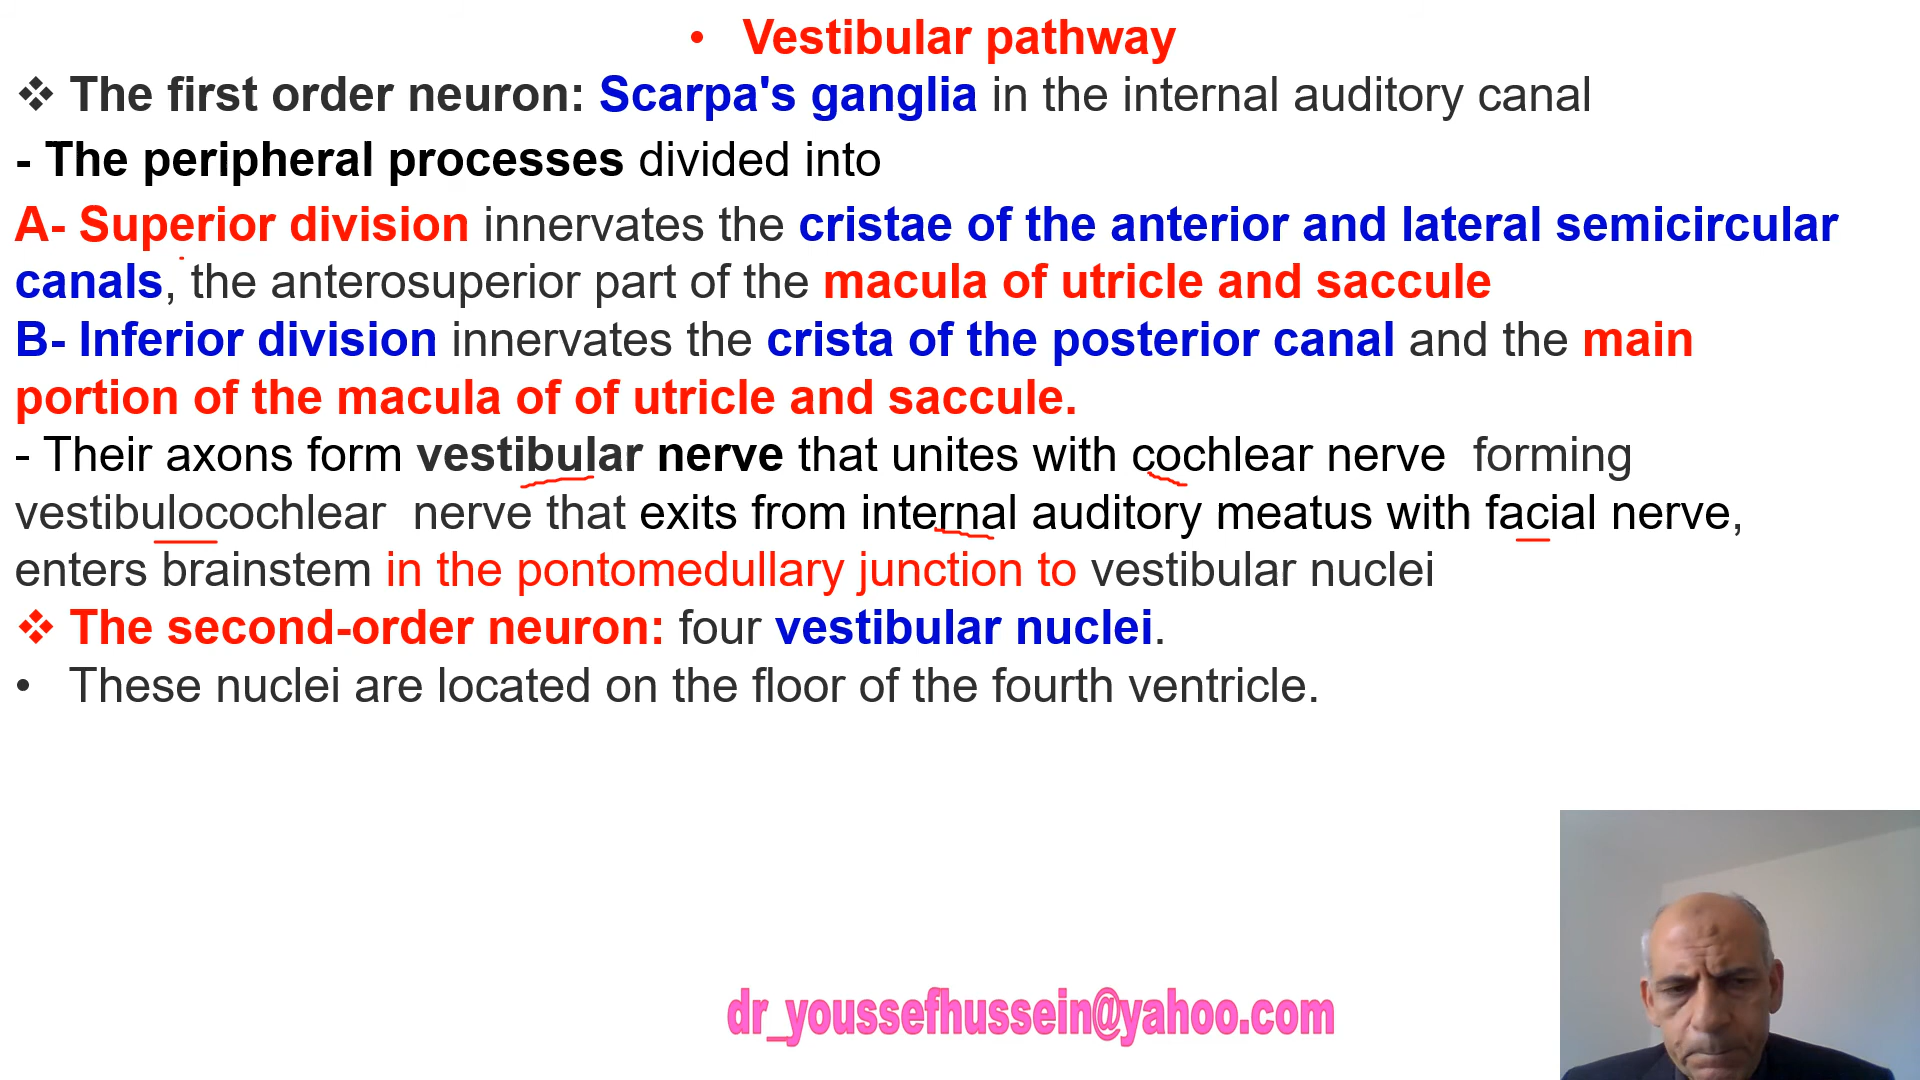 • Vestibular pathway
❖ The first order neuron: Scarpa's ganglia in the internal auditory canal
- The peripheral processes divided into
A- Superior division innervates the cristae of the anterior and lateral semicircular
canals, the anterosuperior part of the macula of utricle and saccule
B- Inferior division innervates the crista of the posterior canal and the main
portion of the macula of of utricle and saccule.
- Their axons form vestibular nerve that unites with cochlear nerve forming
vestibulocochlear nerve that exits from internal auditory meatus with facial nerve,
enters brainstem in the pontomedullary junction to vestibular nuclei
❖ The second-order neuron: four vestibular nuclei.
• These nuclei are located on the floor of the fourth ventricle.
dr_youssefhussein@yahoo.com